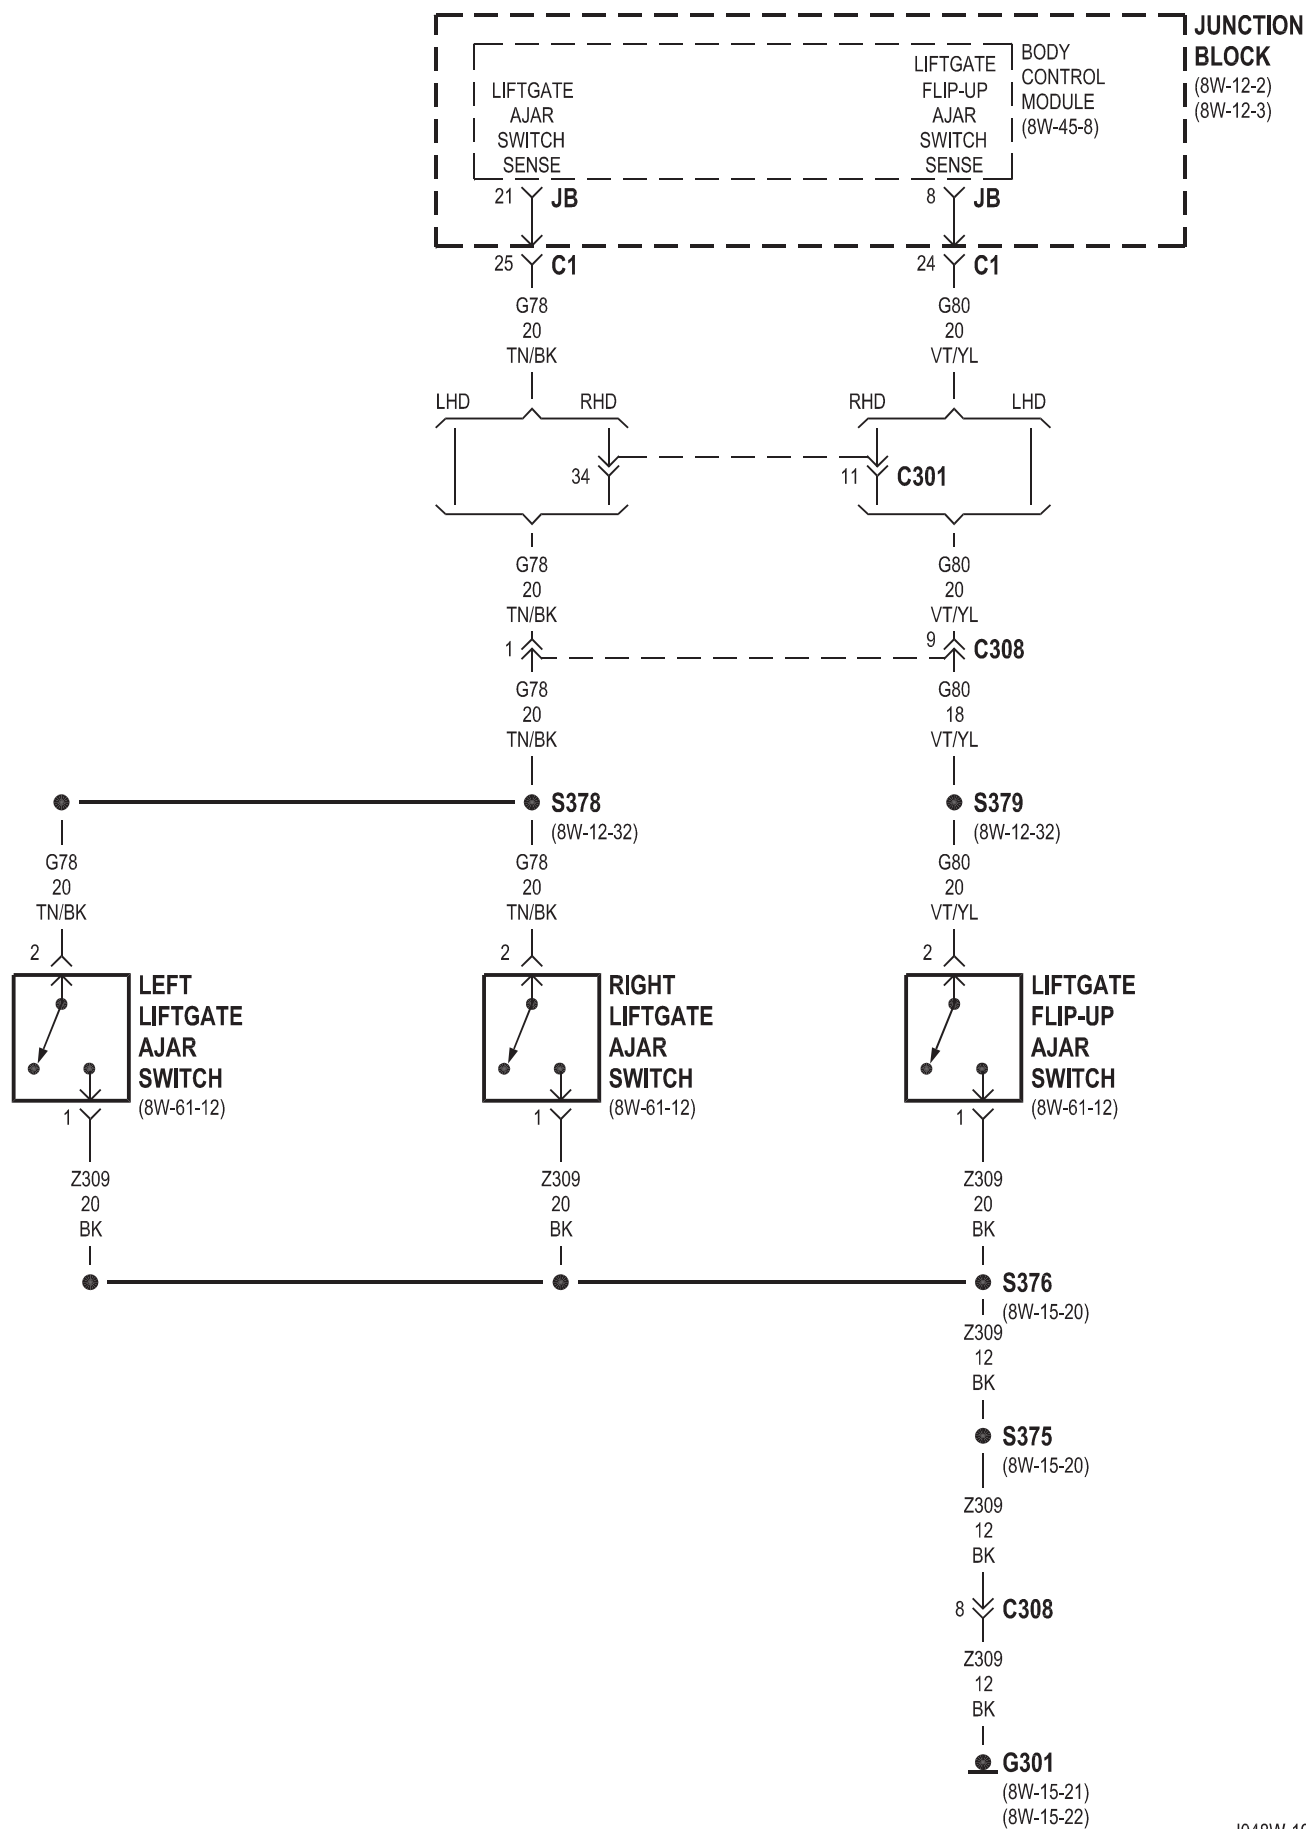 JUNCTION
BLOCK
(8W-12-2)
(8W-12-3)
BODY
CONTROL
MODULE
(8W-45-8)
LIFTGATE
AJAR
SWITCH
SENSE
LIFTGATE
FLIP-UP
AJAR
SWITCH
SENSE
21 JB
8 JB
25 C1
24 C1
G78
20
TN/BK
G80
20
VT/YL
LHD RHD
RHD LHD
34
11 C301
G78
20
TN/BK
G80
20
VT/YL
1
9 C308
G78
20
TN/BK
G80
18
VT/YL
S378
(8W-12-32)
S379
(8W-12-32)
G78
20
TN/BK
G78
20
TN/BK
G80
20
VT/YL
2
2
2
LEFT
LIFTGATE
AJAR
SWITCH
(8W-61-12)
RIGHT
LIFTGATE
AJAR
SWITCH
(8W-61-12)
LIFTGATE
FLIP-UP
AJAR
SWITCH
(8W-61-12)
1
1
1
Z309
20
BK
Z309
20
BK
Z309
20
BK
S376
(8W-15-20)
Z309
12
BK
S375
(8W-15-20)
Z309
12
BK
8 C308
Z309
12
BK
G301
(8W-15-21)
(8W-15-22)